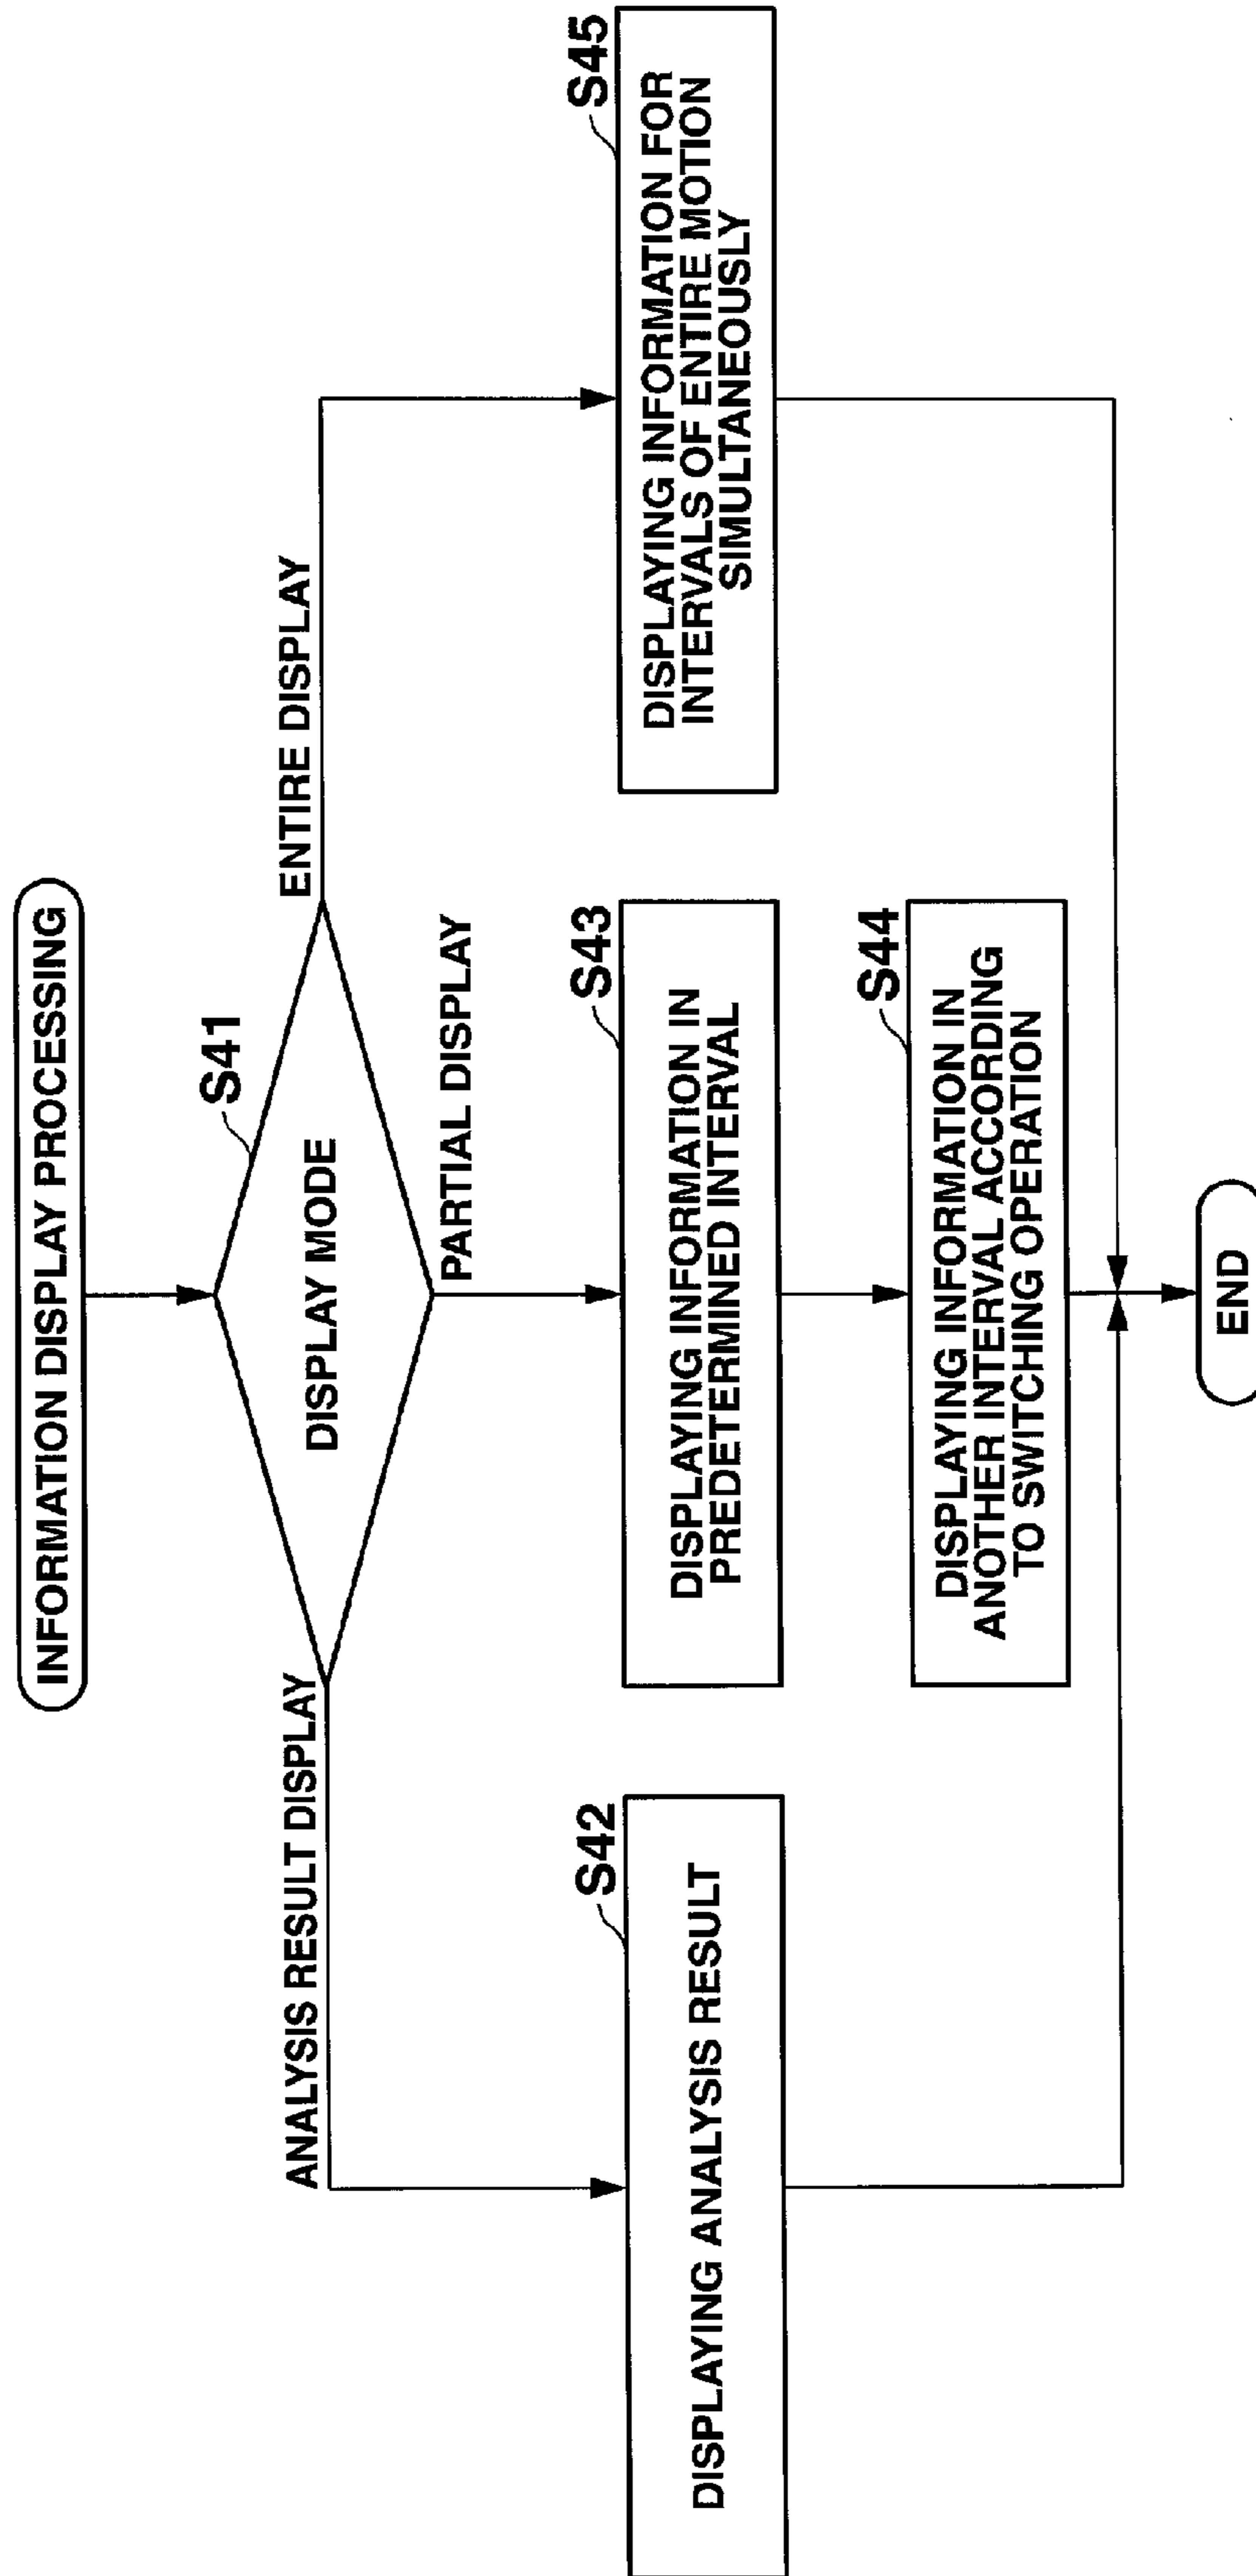 INFORMATION DISPLAY PROCESSING
S41
DISPLAY MODE
ANALYSIS RESULT DISPLAY
ENTIRE DISPLAY
PARTIAL DISPLAY
S42
DISPLAYING ANALYSIS RESULT
S43
DISPLAYING INFORMATION IN
PREDETERMINED INTERVAL
S45
DISPLAYING INFORMATION FOR
INTERVALS OF ENTIRE MOTION
SIMULTANEOUSLY
S44
DISPLAYING INFORMATION IN
ANOTHER INTERVAL ACCORDING
TO SWITCHING OPERATION
END